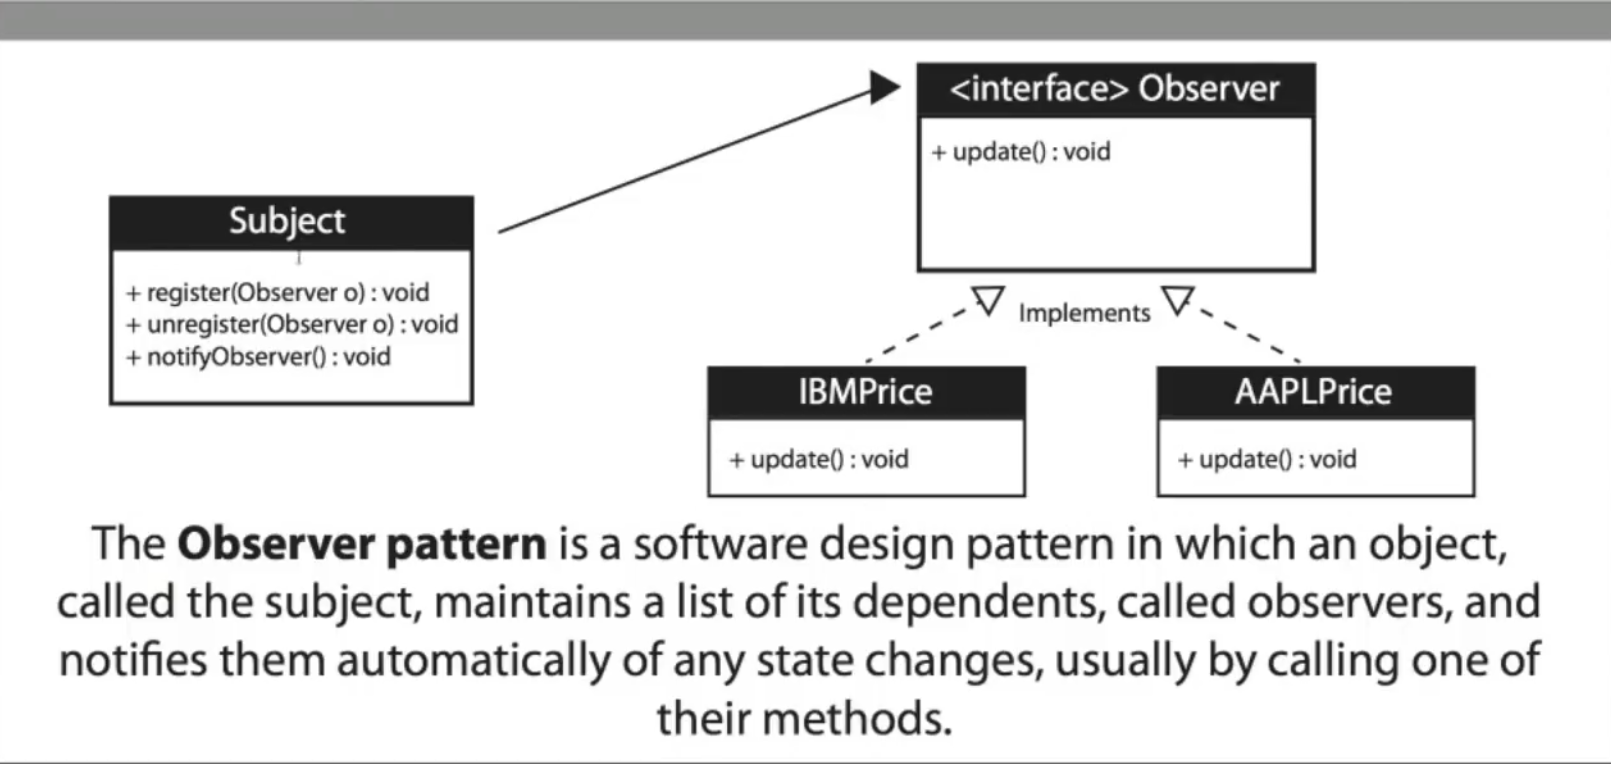 <interface> Observer
+ update() : void
Subject
+ register(Observer o) : void
+ unregister(Observer o) : void
+ notifyObserver() : void
Implements
IBMPrice
+ update() : void
AAPLPrice
+ update() : void
The Observer pattern is a software design pattern in which an object,
called the subject, maintains a list of its dependents, called observers, and
notifies them automatically of any state changes, usually by calling one of
their methods.